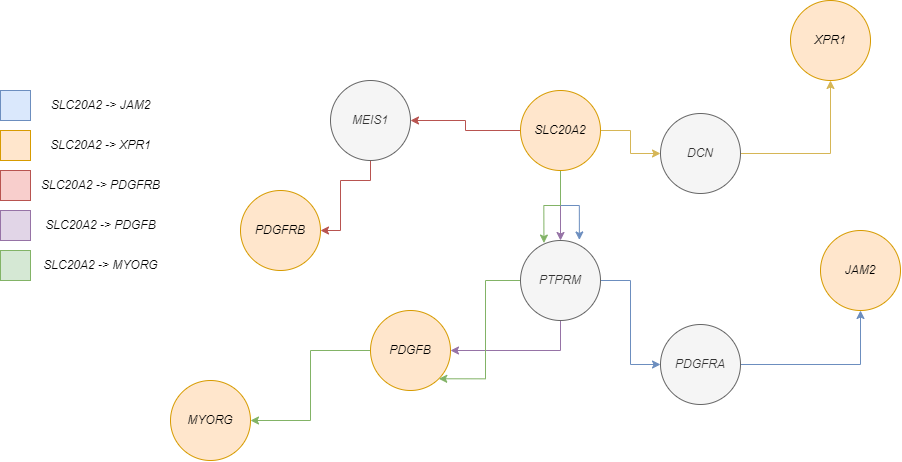 XPR1
SLC20A2 -> JAM2
MEIS1
SLC20A2
SLC20A2 -> XPR1
DCN
SLC20A2 -> PDGFRB
SLC20A2 -> PDGFB
PDGFRB
SLC20A2 -> MYORG
PTPRM
JAM2
PDGFB
PDGFRA
MYORG